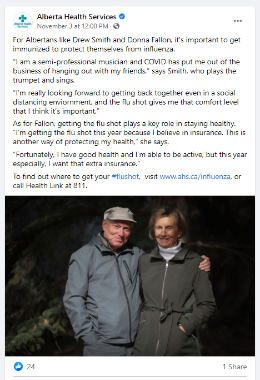 Alberta Health Services
November 3 at 12:00 PM
For Albertans like Drew Smith and Donna Fallon, it's important to get
immunized to protect themselves from influenza.
"I am a semi-professional musician and COVID has put me out of the
business of hanging out with my friends," says Smith, who plays the
trumpet and sings.
"I'm really looking forward to getting back together even in a social
distancing environment, and the flu shot gives me that comfort level
that I think it's important."
As for Fallon, getting the flu shot plays a key role in staying healthy.
"I'm getting the flu shot this year because I believe in insurance. This is
another way of protecting my health," she says.
"Fortunately, I have good health and I'm able to be active, but this year
especially, I want that extra insurance."
To find out where to get your #flushot, visit www.ahs.ca/influenza, or
call Health Link at 811.
24
1 Share